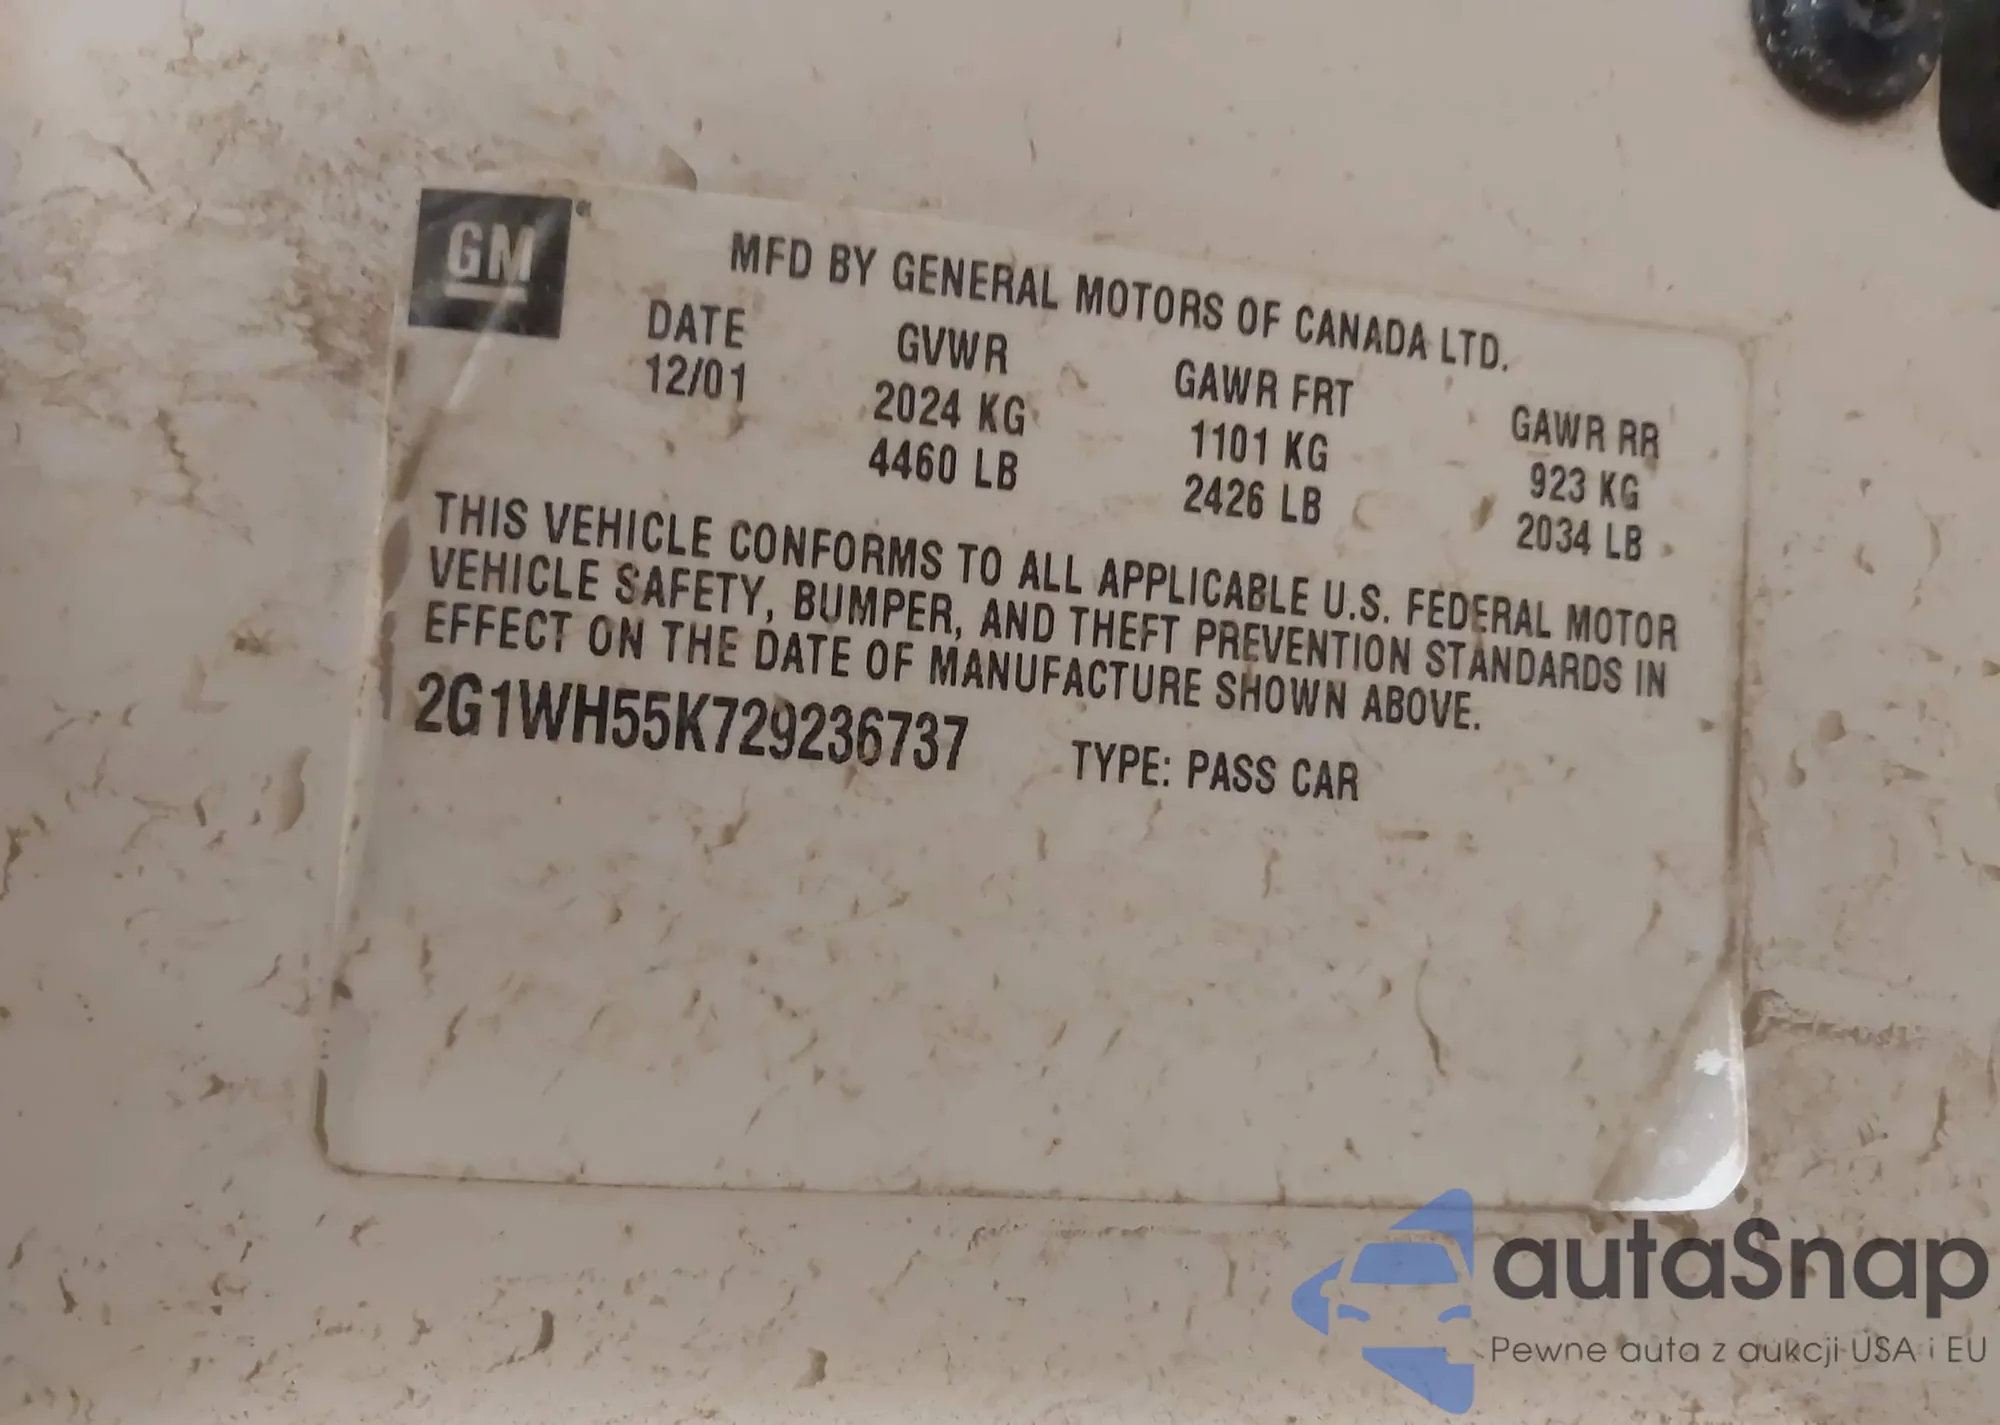 GM
MFD BY GENERAL MOTORS OF CANADA LTD.
DATE GVWR GAWR FRT GAWR RR
12/01 2024 KG 1101 KG 923 KG
4460 LB 2426 LB 2034 LB
THIS VEHICLE CONFORMS TO ALL APPLICABLE U.S. FEDERAL MOTOR
VEHICLE SAFETY, BUMPER, AND THEFT PREVENTION STANDARDS IN
EFFECT ON THE DATE OF MANUFACTURE SHOWN ABOVE.
2G1WH55K729236737 TYPE: PASS CAR
autaSnap
Pewne auta z aukcji USA i EU